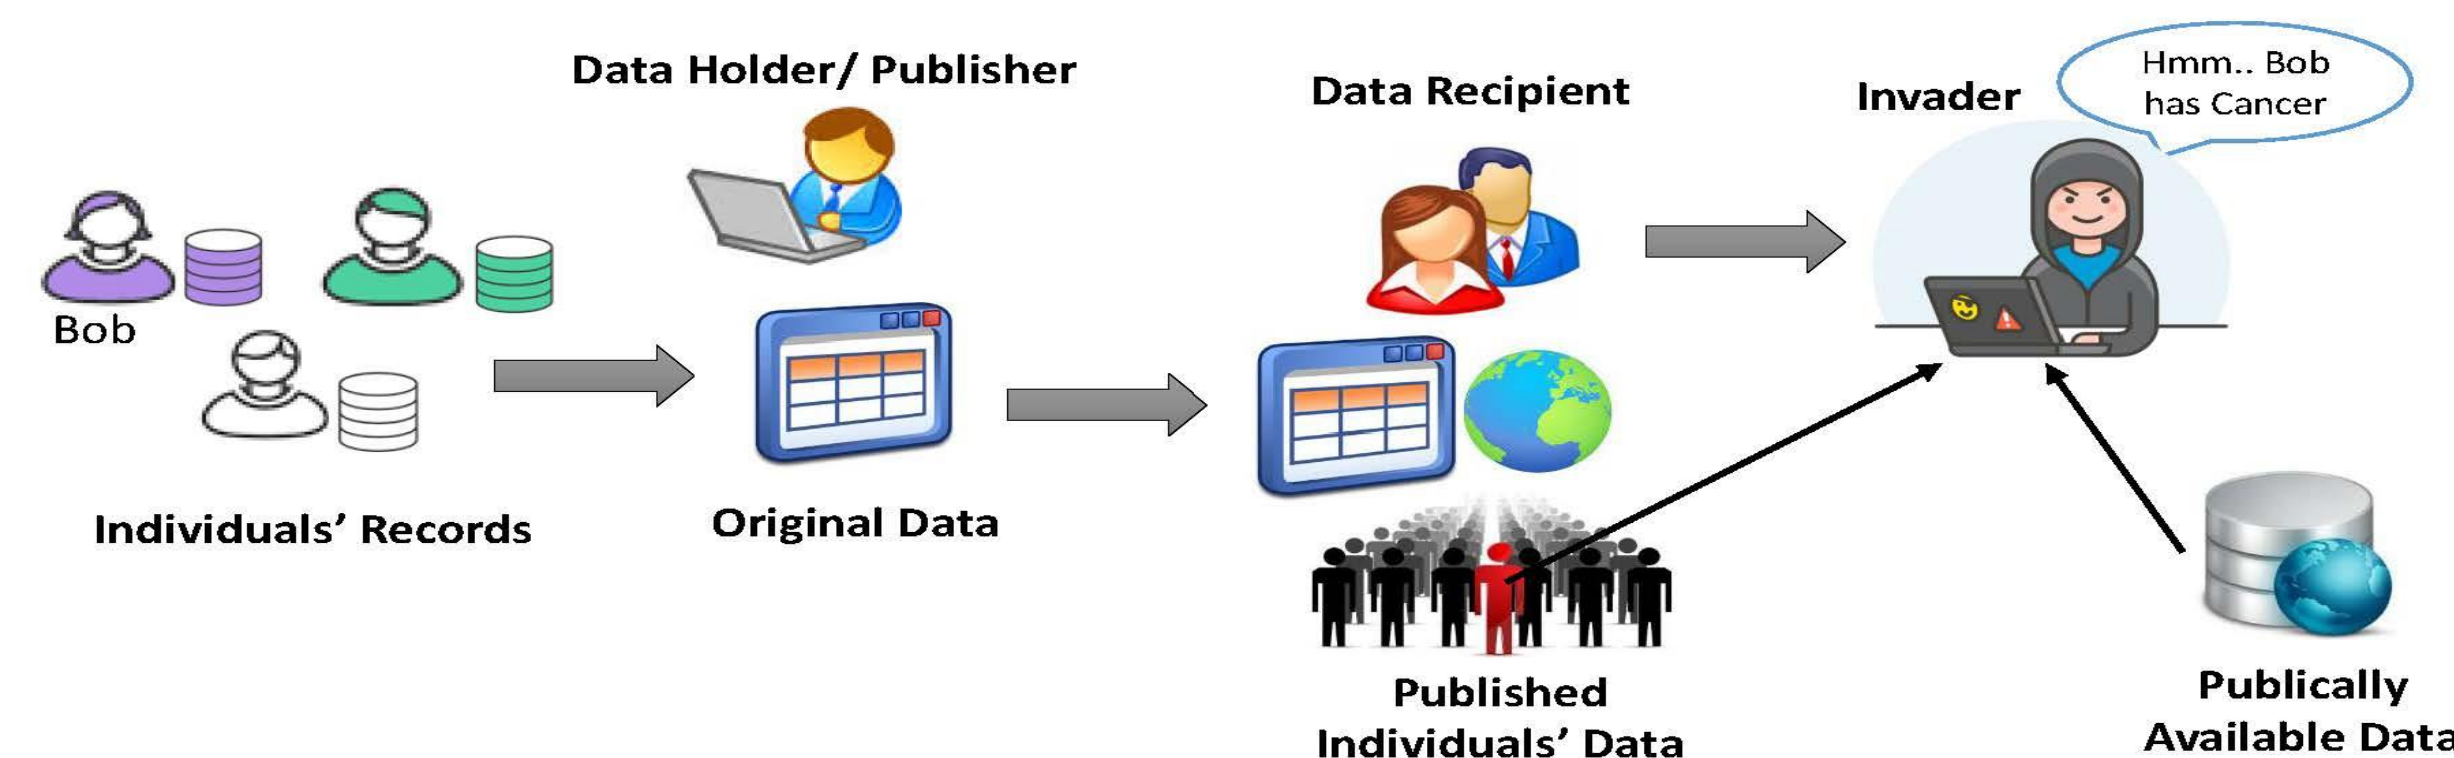 Data Holder/ Publisher
Data Recipient
Invader
Hmm.. Bob
has Cancer
Bob
Individuals’ Records
Original Data
Published
Individuals’ Data
Publically
Available Data